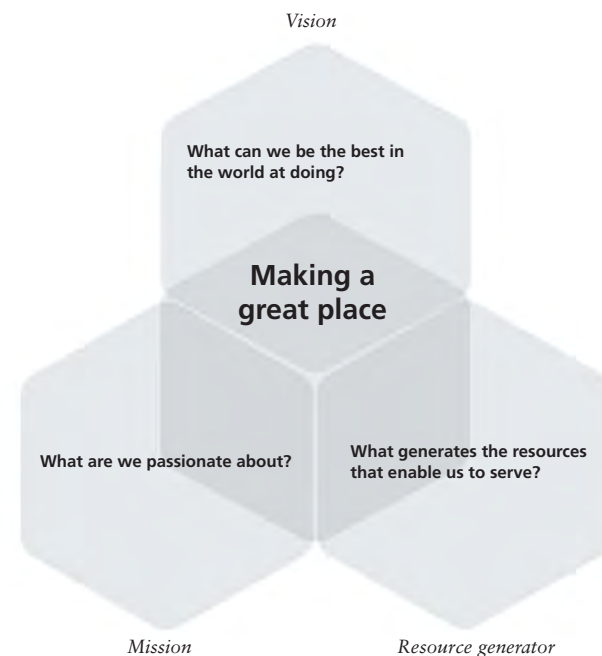 Vision
What can we be the best in
the world at doing?
Making a
great place
What are we passionate about?
What generates the resources
that enable us to serve?
Mission
Resource generator